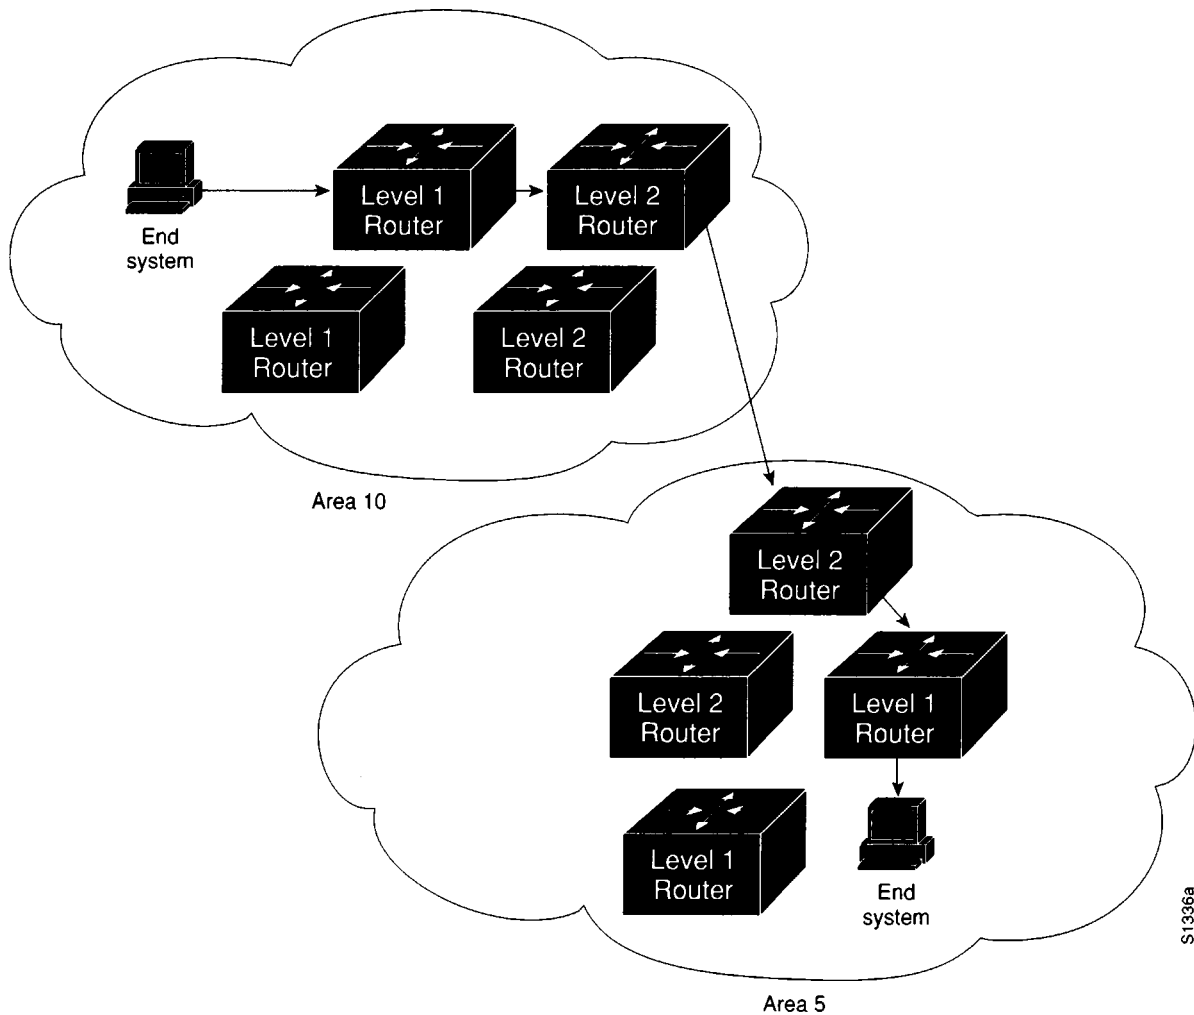 Level 1
Router
Level 2
Router
End
system
Level 1
Router
Level 2
Router
Area 10
Level 2
Router
Level 2
Router
Level 1
Router
Level 1
Router
End
system
Area 5
S1336a